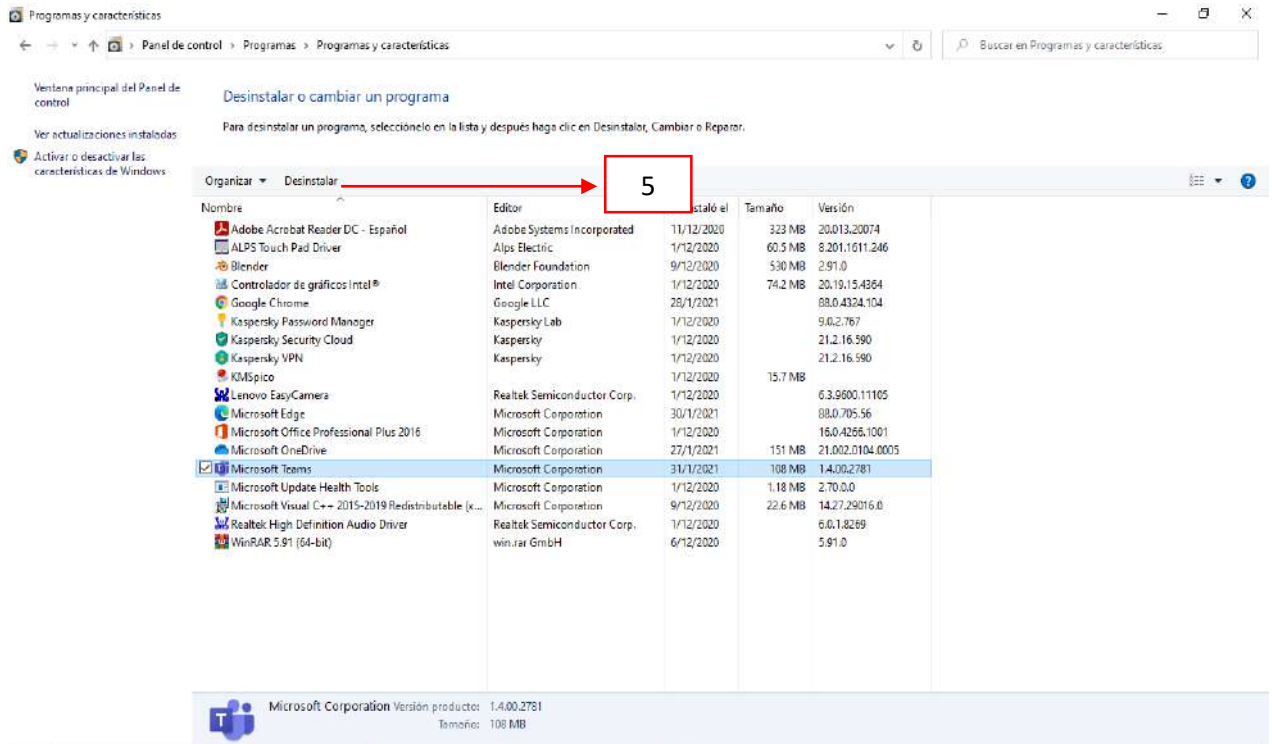 Programas y características
Panel de control > Programas > Programas y características
Buscar en Programas y características
Ventana principal del Panel de
control
Ver actualizaciones instaladas
Activar o desactivar las
características de Windows
Desinstalar o cambiar un programa
Para desinstalar un programa, selecciónelo en la lista y después haga clic en Desinstalar, Cambiar o Reparar.
Organizar Desinstalar 5
Nombre Editor staló el Tamaño Versión
Adobe Acrobat Reader DC - Español Adobe Systems Incorporated 11/12/2020 323 MB 20.013.20074
ALPS Touch Pad Driver Alps Electric 1/12/2020 60.5 MB 8.201.1611.246
Blender Blender Foundation 9/12/2020 530 MB 2.91.0
Controlador de gráficos Intel® Intel Corporation 1/12/2020 74.2 MB 20.19.15.4364
Google Chrome Google LLC 28/1/2021 88.0.4324.104
Kaspersky Password Manager Kaspersky Lab 1/12/2020 9.0.2.767
Kaspersky Security Cloud Kaspersky 1/12/2020 21.2.16.590
Kaspersky VPN Kaspersky 1/12/2020 21.2.16.590
KMSpico 1/12/2020 15.7 MB
Lenovo EasyCamera Realtek Semiconductor Corp. 1/12/2020 6.3.9600.11105
Microsoft Edge Microsoft Corporation 30/1/2021 88.0.705.56
Microsoft Office Professional Plus 2016 Microsoft Corporation 1/12/2020 16.0.4266.1001
Microsoft OneDrive Microsoft Corporation 27/1/2021 151 MB 21.002.0104.0005
Microsoft Teams Microsoft Corporation 31/1/2021 108 MB 1.4.00.2781
Microsoft Update Health Tools Microsoft Corporation 1/12/2020 1.18 MB 2.70.0.0
Microsoft Visual C++ 2015-2019 Redistributable (x... Microsoft Corporation 9/12/2020 22.6 MB 14.27.29016.0
Realtek High Definition Audio Driver Realtek Semiconductor Corp. 1/12/2020 6.0.1.8269
WinRAR 5.91 (64-bit) win.rar GmbH 6/12/2020 5.91.0
Microsoft Corporation Versión producto: 1.4.00.2781
Tamaño: 108 MB